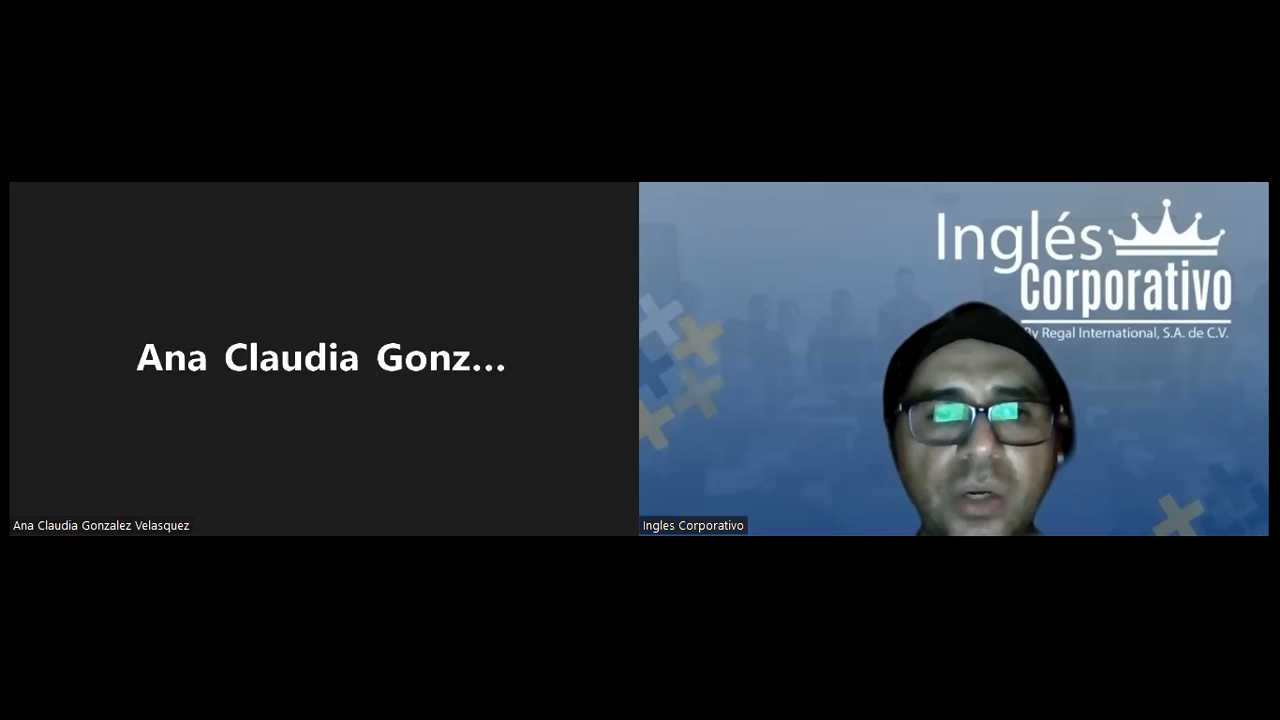 Ana Claudia Gonz...
Ana Claudia Gonzalez Velasquez
Inglés
Corporativo
By Regal International, S.A. de C.V.
Ingles Corporativo